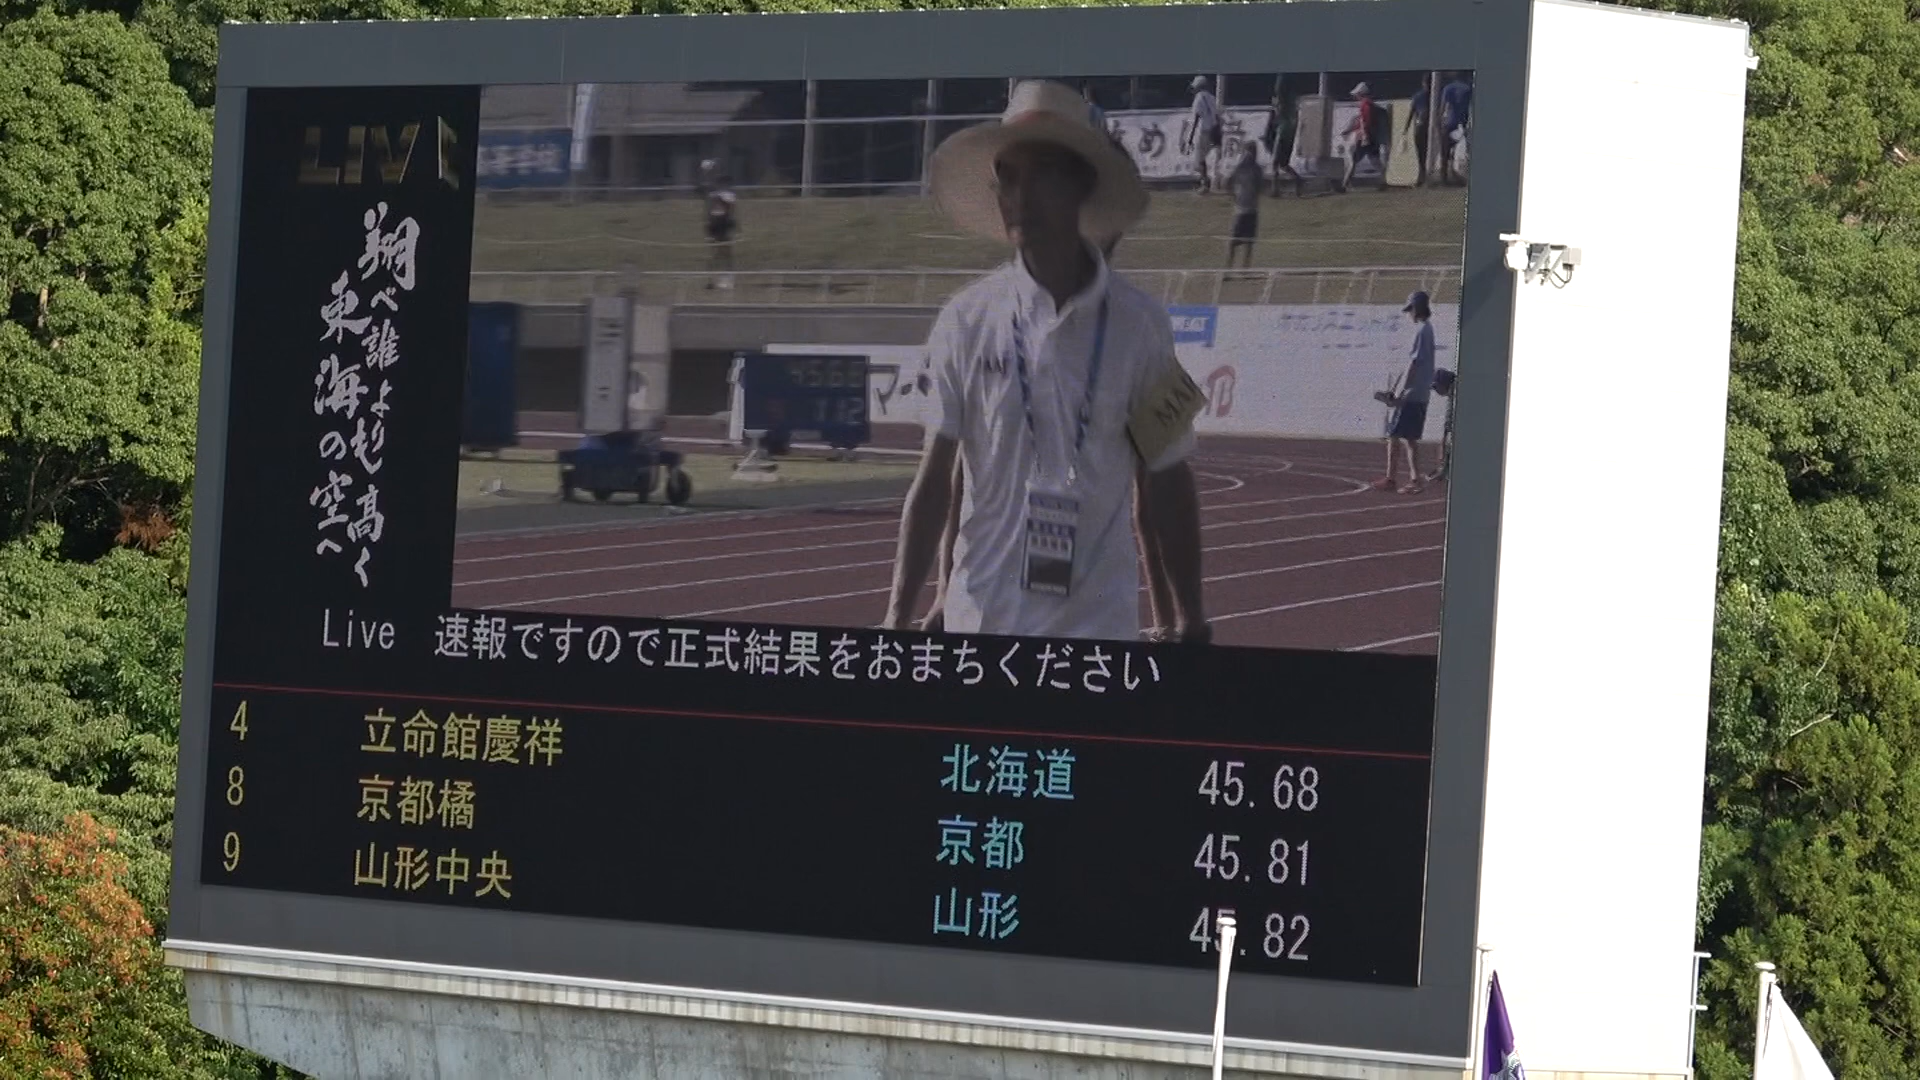 LIVE
翔べ誰よりも高く
東海の空へ
め
MAR
Live 速報ですので正式結果をおまちください
4 立命館慶祥 北海道 45.68
8 京都橘 京都 45.81
9 山形中央 山形 45.82